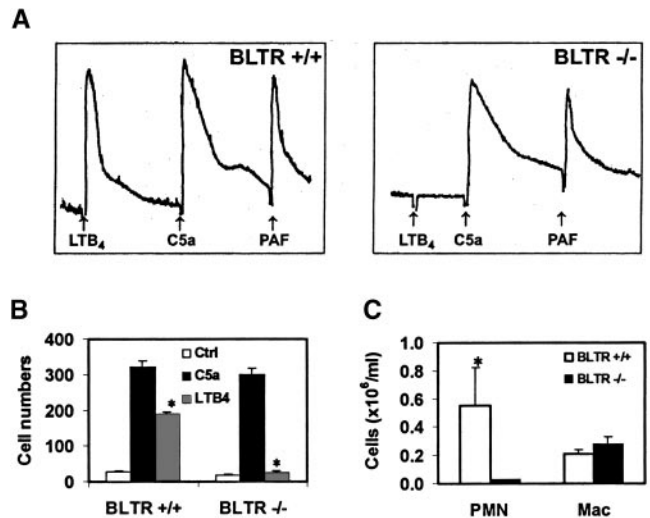 A
BLTR +/+
LTB₄
C5a
PAF
BLTR -/-
LTB₄
C5a
PAF
B
Cell numbers
400
300
200
100
0
Ctrl
C5a
LTB4
*
*
BLTR +/+
BLTR -/-
C
Cells (x10⁶/ml)
1.0
0.8
0.6
0.4
0.2
0.0
*
BLTR +/+
BLTR -/-
PMN
Mac